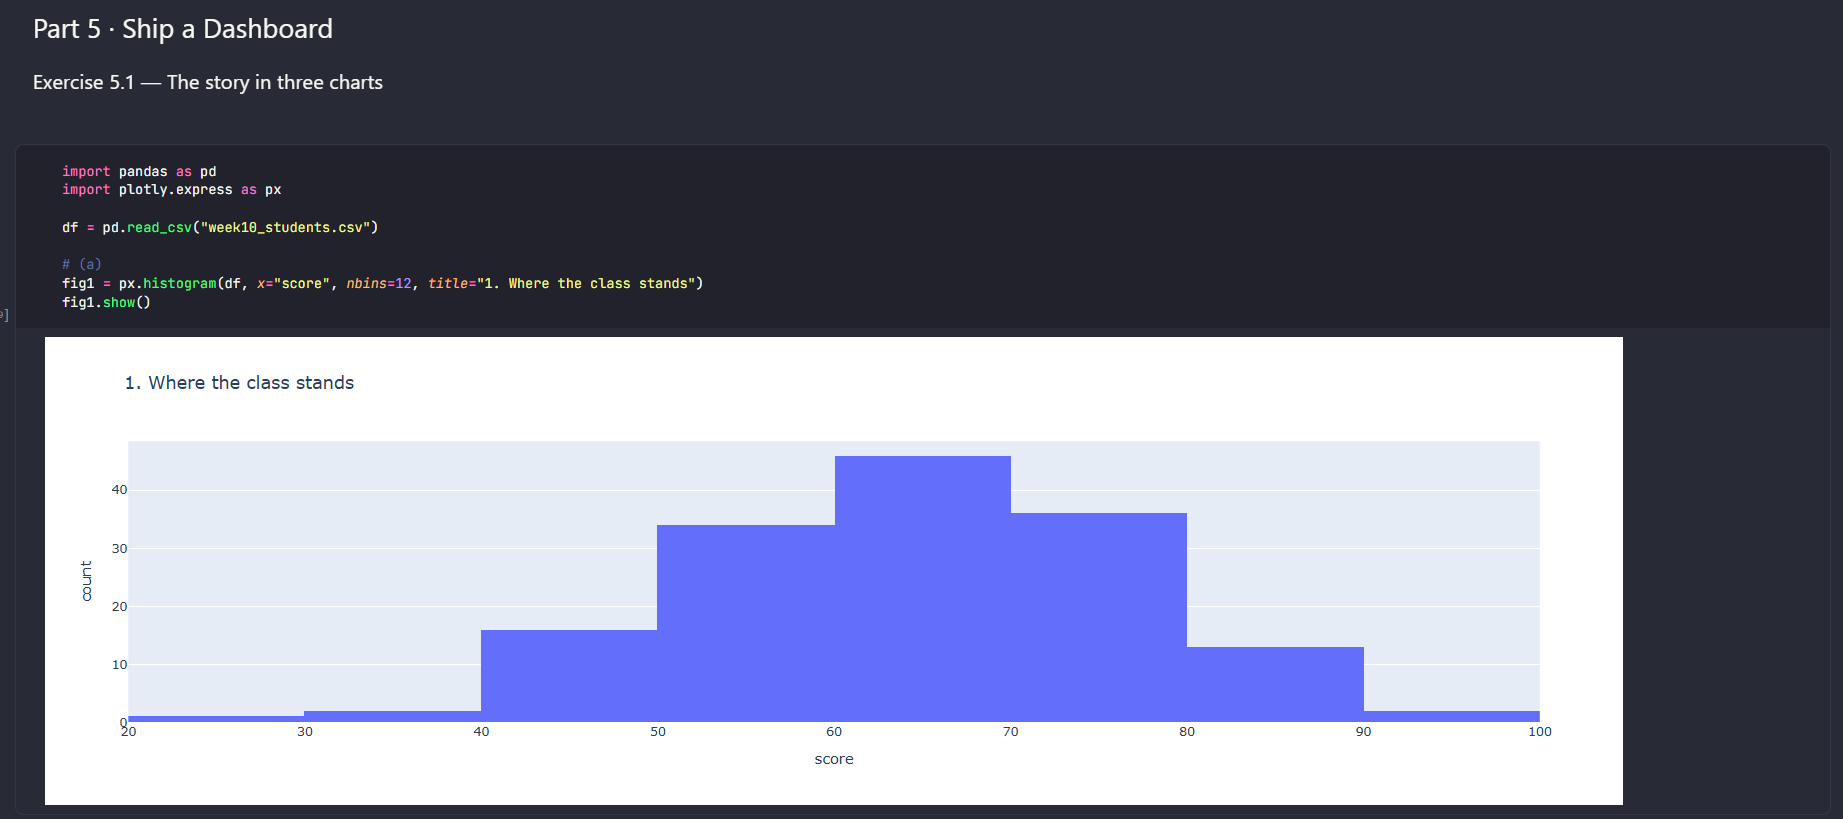 Part 5 · Ship a Dashboard
Exercise 5.1 — The story in three charts
import pandas as pd
import plotly.express as px
df = pd.read_csv("week10_students.csv")
# (a)
fig1 = px.histogram(df, x="score", nbins=12, title="1. Where the class stands")
fig1.show()
1. Where the class stands
40
30
20
10
0
count
20 30 40 50 60 70 80 90 100
score